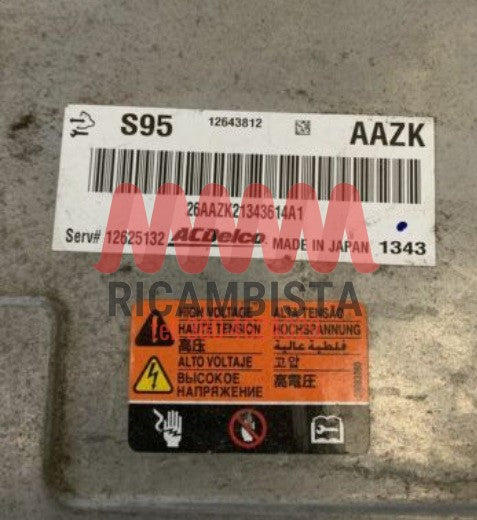 S95 12643812 AAZK
26AAZK21343614A1
Serv# 12625132 ACDelco MADE IN JAPAN 1343
RICAMBISTA
HIGH VOLTAGE ALTA TENSÃO
HAUTE TENSION HOCHSPANNUNG
高压 فلطية عالية
ALTO VOLTAJE 고압
ВЫСОКОЕ НАПРЯЖЕНИЕ 高電圧